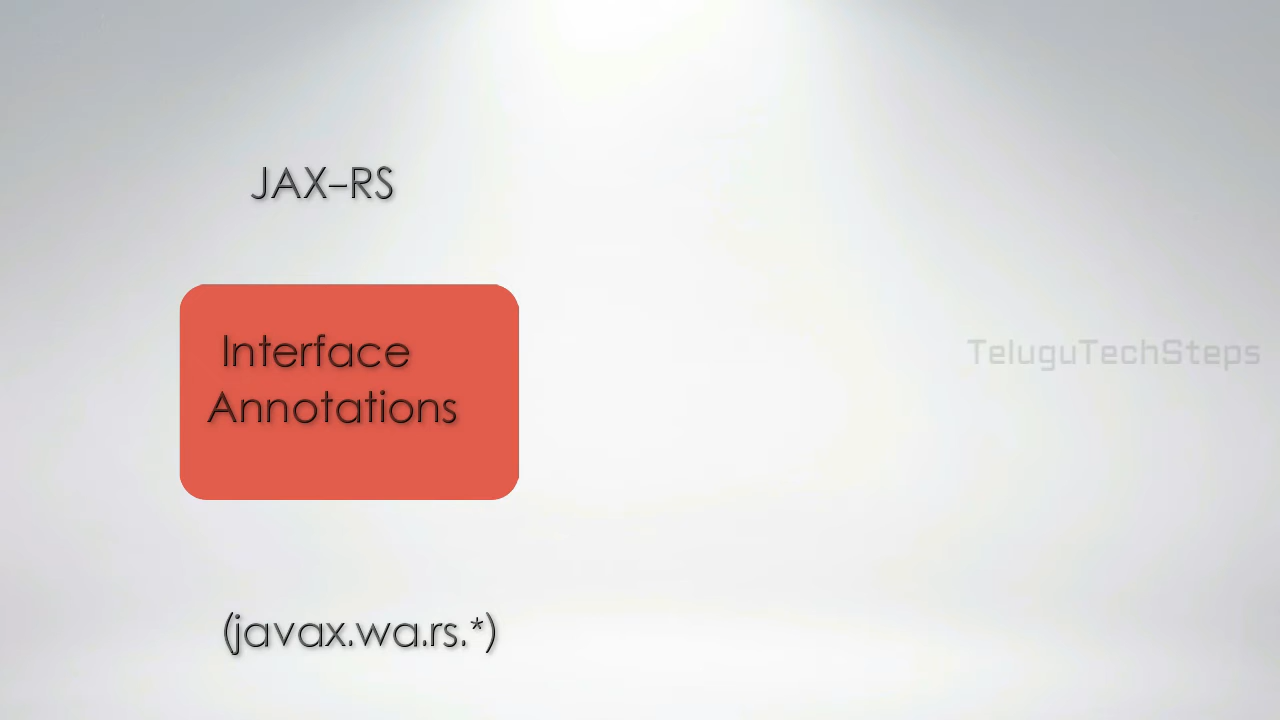 JAX-RS
Interface
Annotations
TeluguTechSteps
(javax.wa.rs.*)